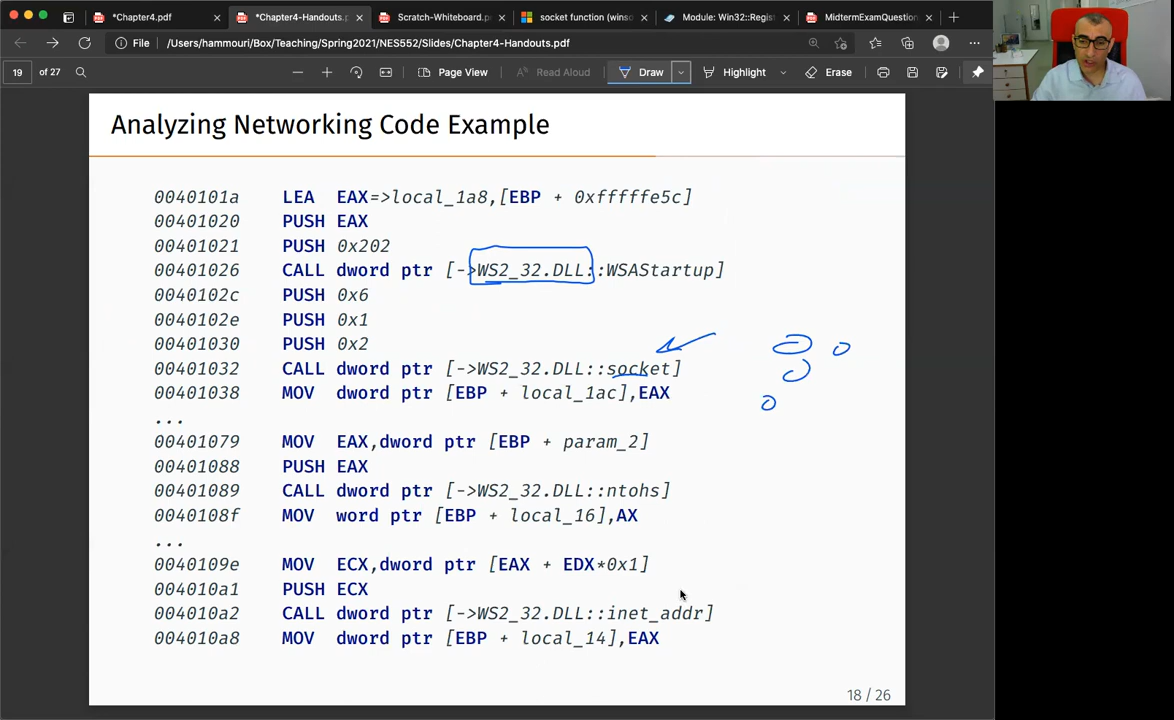 *Chapter4.pdf
*Chapter4-Handouts.p
Scratch-Whiteboard.p
socket function (winso
Module: Win32::Regis
MidtermExamQuestion
File
/Users/hammouri/Box/Teaching/Spring2021/NES552/Slides/Chapter4-Handouts.pdf
19 of 27
Page View
Read Aloud
Draw
Highlight
Erase
Analyzing Networking Code Example
0040101a LEA EAX=>local_1a8,[EBP + 0xfffffe5c]
00401020 PUSH EAX
00401021 PUSH 0x202
00401026 CALL dword ptr [->WS2_32.DLL::WSAStartup]
0040102c PUSH 0x6
0040102e PUSH 0x1
00401030 PUSH 0x2
00401032 CALL dword ptr [->WS2_32.DLL::socket]
00401038 MOV dword ptr [EBP + local_1ac],EAX
...
00401079 MOV EAX,dword ptr [EBP + param_2]
00401088 PUSH EAX
00401089 CALL dword ptr [->WS2_32.DLL::ntohs]
0040108f MOV word ptr [EBP + local_16],AX
...
0040109e MOV ECX,dword ptr [EAX + EDX*0x1]
004010a1 PUSH ECX
004010a2 CALL dword ptr [->WS2_32.DLL::inet_addr]
004010a8 MOV dword ptr [EBP + local_14],EAX
18 / 26